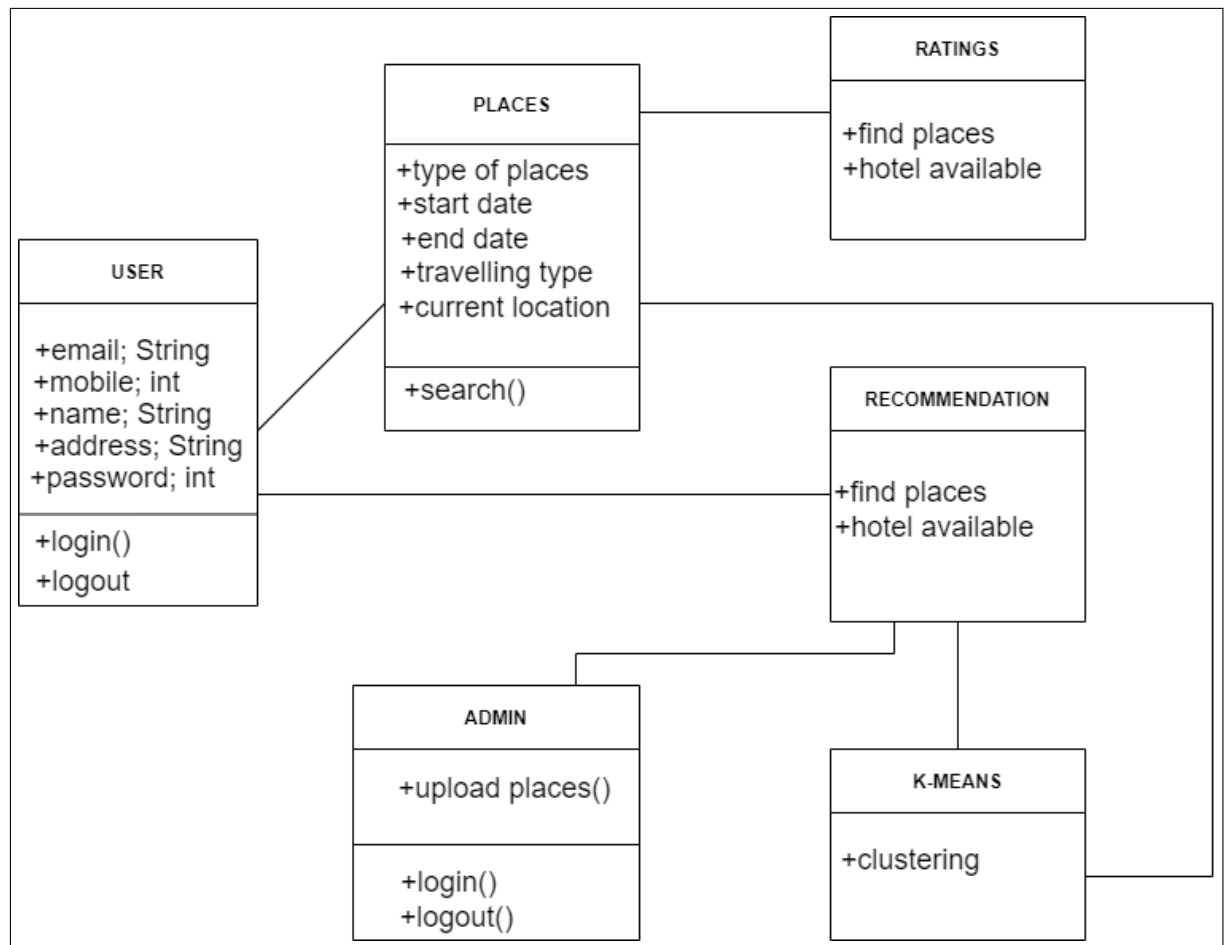 RATINGS
+find places
+hotel available
PLACES
+type of places
+start date
+end date
+travelling type
+current location
+search()
USER
+email; String
+mobile; int
+name; String
+address; String
+password; int
+login()
+logout
RECOMMENDATION
+find places
+hotel available
ADMIN
+upload places()
+login()
+logout()
K-MEANS
+clustering